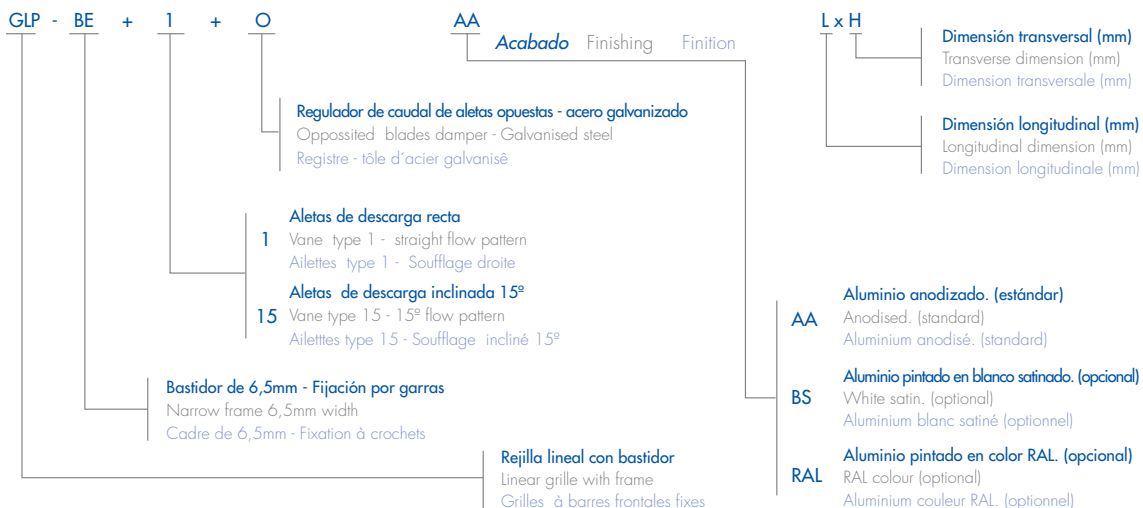 GLP - BE + 1 + O AA L x H
Acabado Finishing Finition
Dimensión transversal (mm)
Transverse dimension (mm)
Dimension transversale (mm)
Dimensión longitudinal (mm)
Longitudinal dimension (mm)
Dimension longitudinale (mm)
Regulador de caudal de aletas opuestas - acero galvanizado
Oppossited blades damper - Galvanised steel
Registre - tôle d´acier galvanisê
1
Aletas de descarga recta
Vane type 1 - straight flow pattern
Ailettes type 1 - Soufflage droite
15
Aletas de descarga inclinada 15º
Vane type 15 - 15º flow pattern
Ailetttes type 15 - Soufflage incliné 15º
AA
Aluminio anodizado. (estándar)
Anodised. (standard)
Aluminium anodisé. (standard)
BS
Aluminio pintado en blanco satinado. (opcional)
White satin. (optional)
Aluminium blanc satiné (optionnel)
RAL
Aluminio pintado en color RAL. (opcional)
RAL colour (optional)
Aluminium couleur RAL. (optionnel)
Bastidor de 6,5mm - Fijación por garras
Narrow frame 6,5mm width
Cadre de 6,5mm - Fixation à crochets
Rejilla lineal con bastidor
Linear grille with frame
Grilles à barres frontales fixes